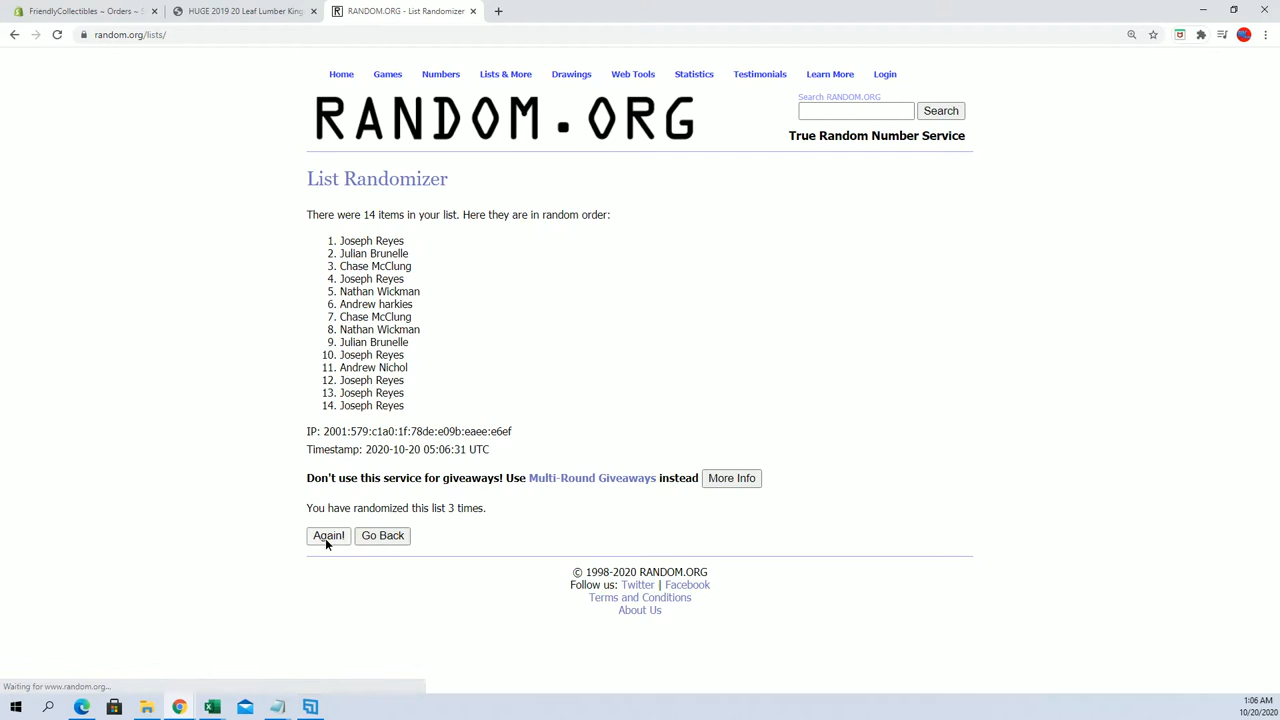 FriendlyCollectibles ~ Orders ~ S
HUGE 2019 20 Leaf Lumber King
RANDOM.ORG - List Randomizer
random.org/lists/
Home Games Numbers Lists & More Drawings Web Tools Statistics Testimonials Learn More Login
RANDOM.ORG
Search RANDOM.ORG
Search
True Random Number Service
List Randomizer
There were 14 items in your list. Here they are in random order:
1. Joseph Reyes
2. Julian Brunelle
3. Chase McClung
4. Joseph Reyes
5. Nathan Wickman
6. Andrew harkies
7. Chase McClung
8. Nathan Wickman
9. Julian Brunelle
10. Joseph Reyes
11. Andrew Nichol
12. Joseph Reyes
13. Joseph Reyes
14. Joseph Reyes
IP: 2001:579:c1a0:1f:78de:e09b:eaee:e6ef
Timestamp: 2020-10-20 05:06:31 UTC
Don't use this service for giveaways! Use Multi-Round Giveaways instead More Info
You have randomized this list 3 times.
Again! Go Back
© 1998-2020 RANDOM.ORG
Follow us: Twitter | Facebook
Terms and Conditions
About Us
Waiting for www.random.org...
1:06 AM
10/20/2020